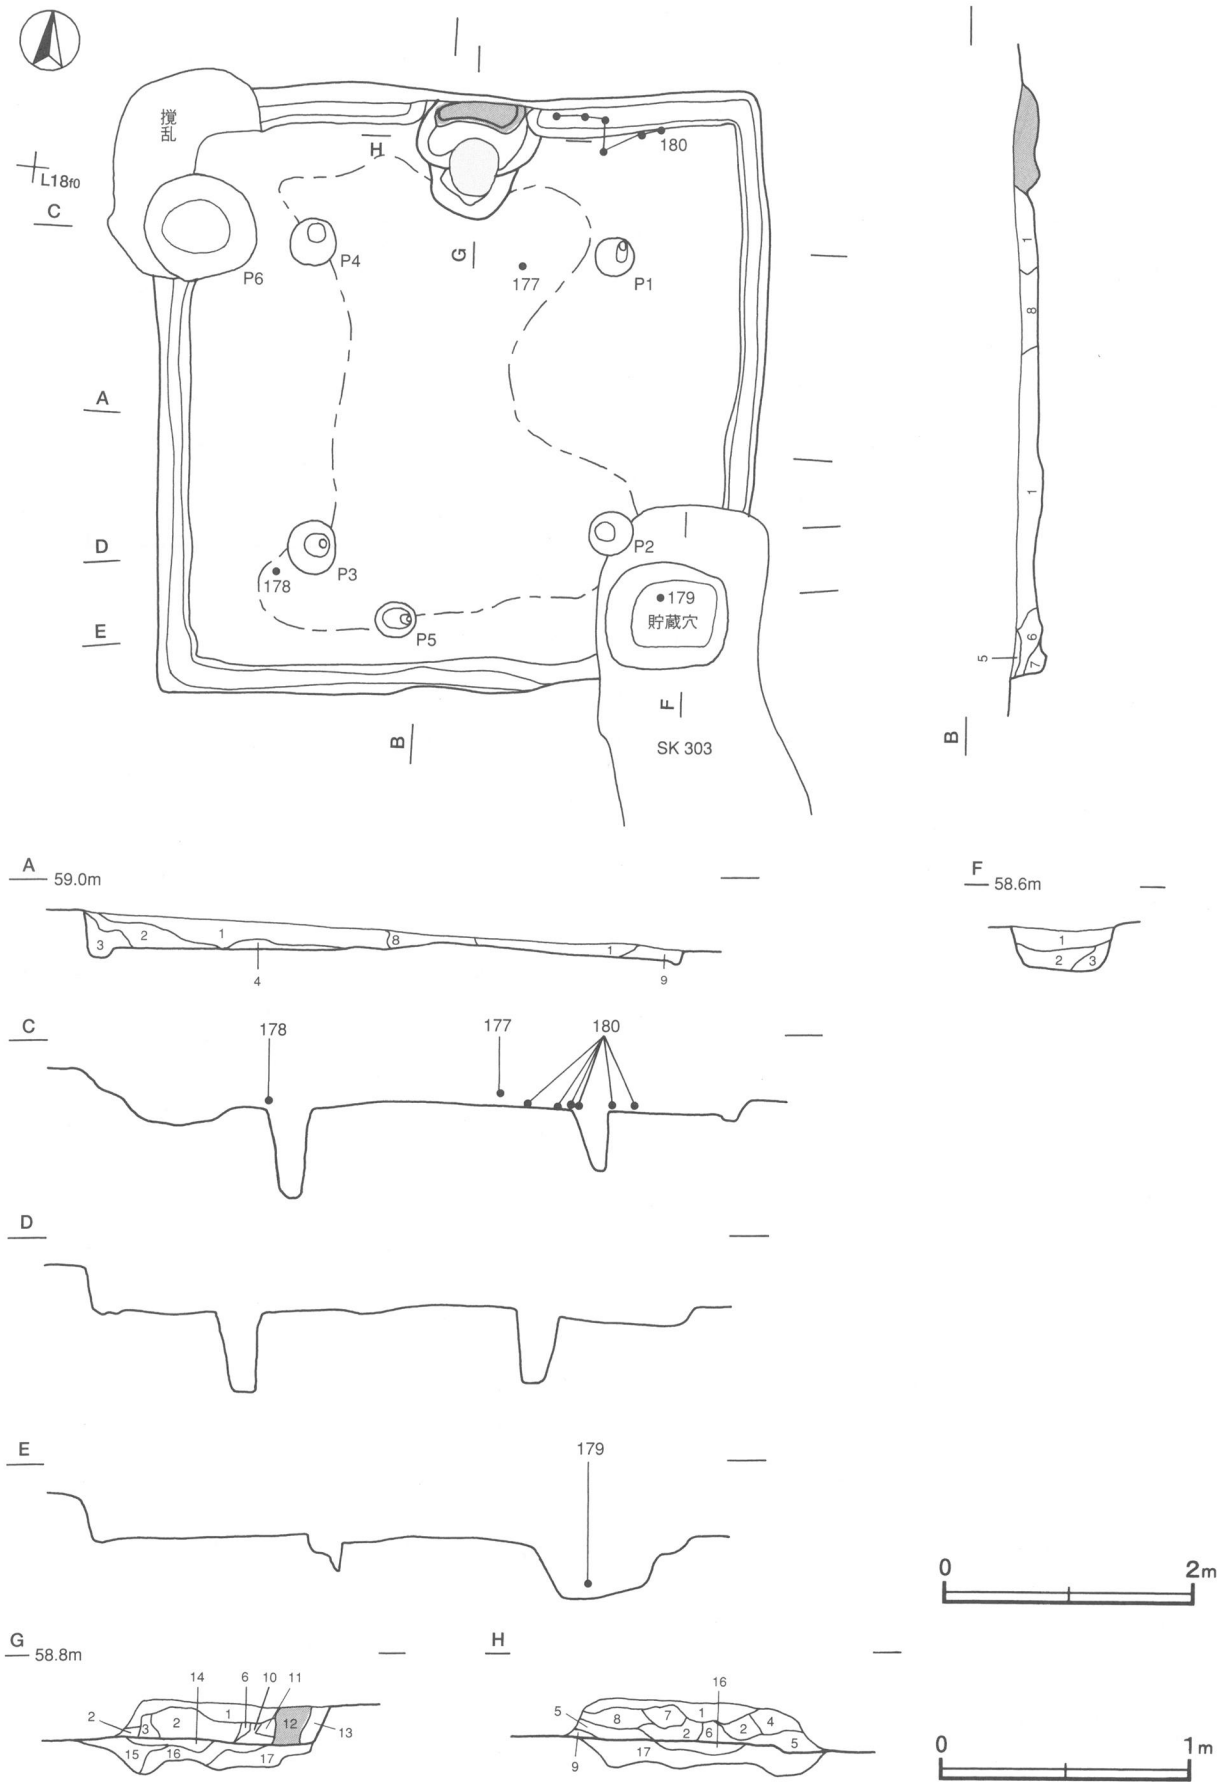 撹乱
L18f0
C
H
180
G
177
P4
P1
P6
A
D
P3
178
P2
179
貯蔵穴
E
P5
F
B
SK 303
1
8
1
6
5
7
B
A
59.0m
3
2
1
4
8
1
9
F
58.6m
1
2
3
C
178
177
180
D
E
179
0
2m
G
58.8m
14
6
10
11
2
3
2
1
12
13
15
16
17
H
16
5
8
7
1
2
6
2
4
5
9
17
0
1m